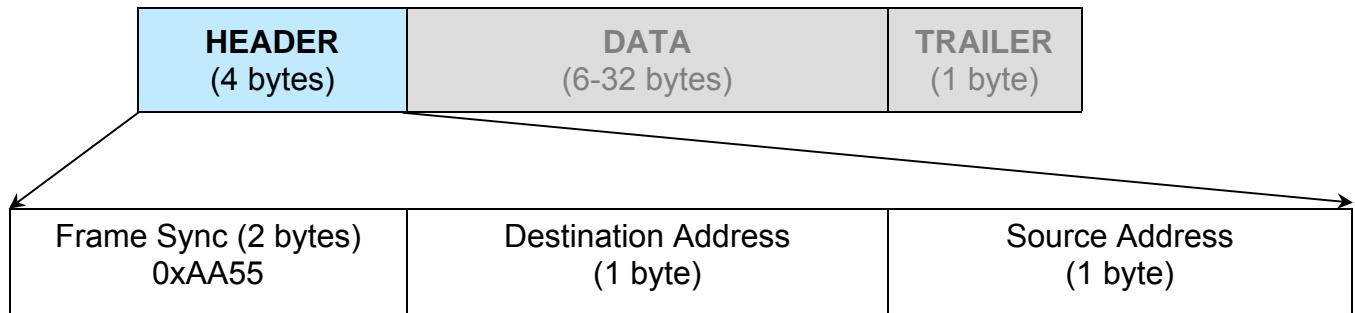 HEADER
(4 bytes)
DATA
(6-32 bytes)
TRAILER
(1 byte)
Frame Sync (2 bytes)
0xAA55
Destination Address
(1 byte)
Source Address
(1 byte)